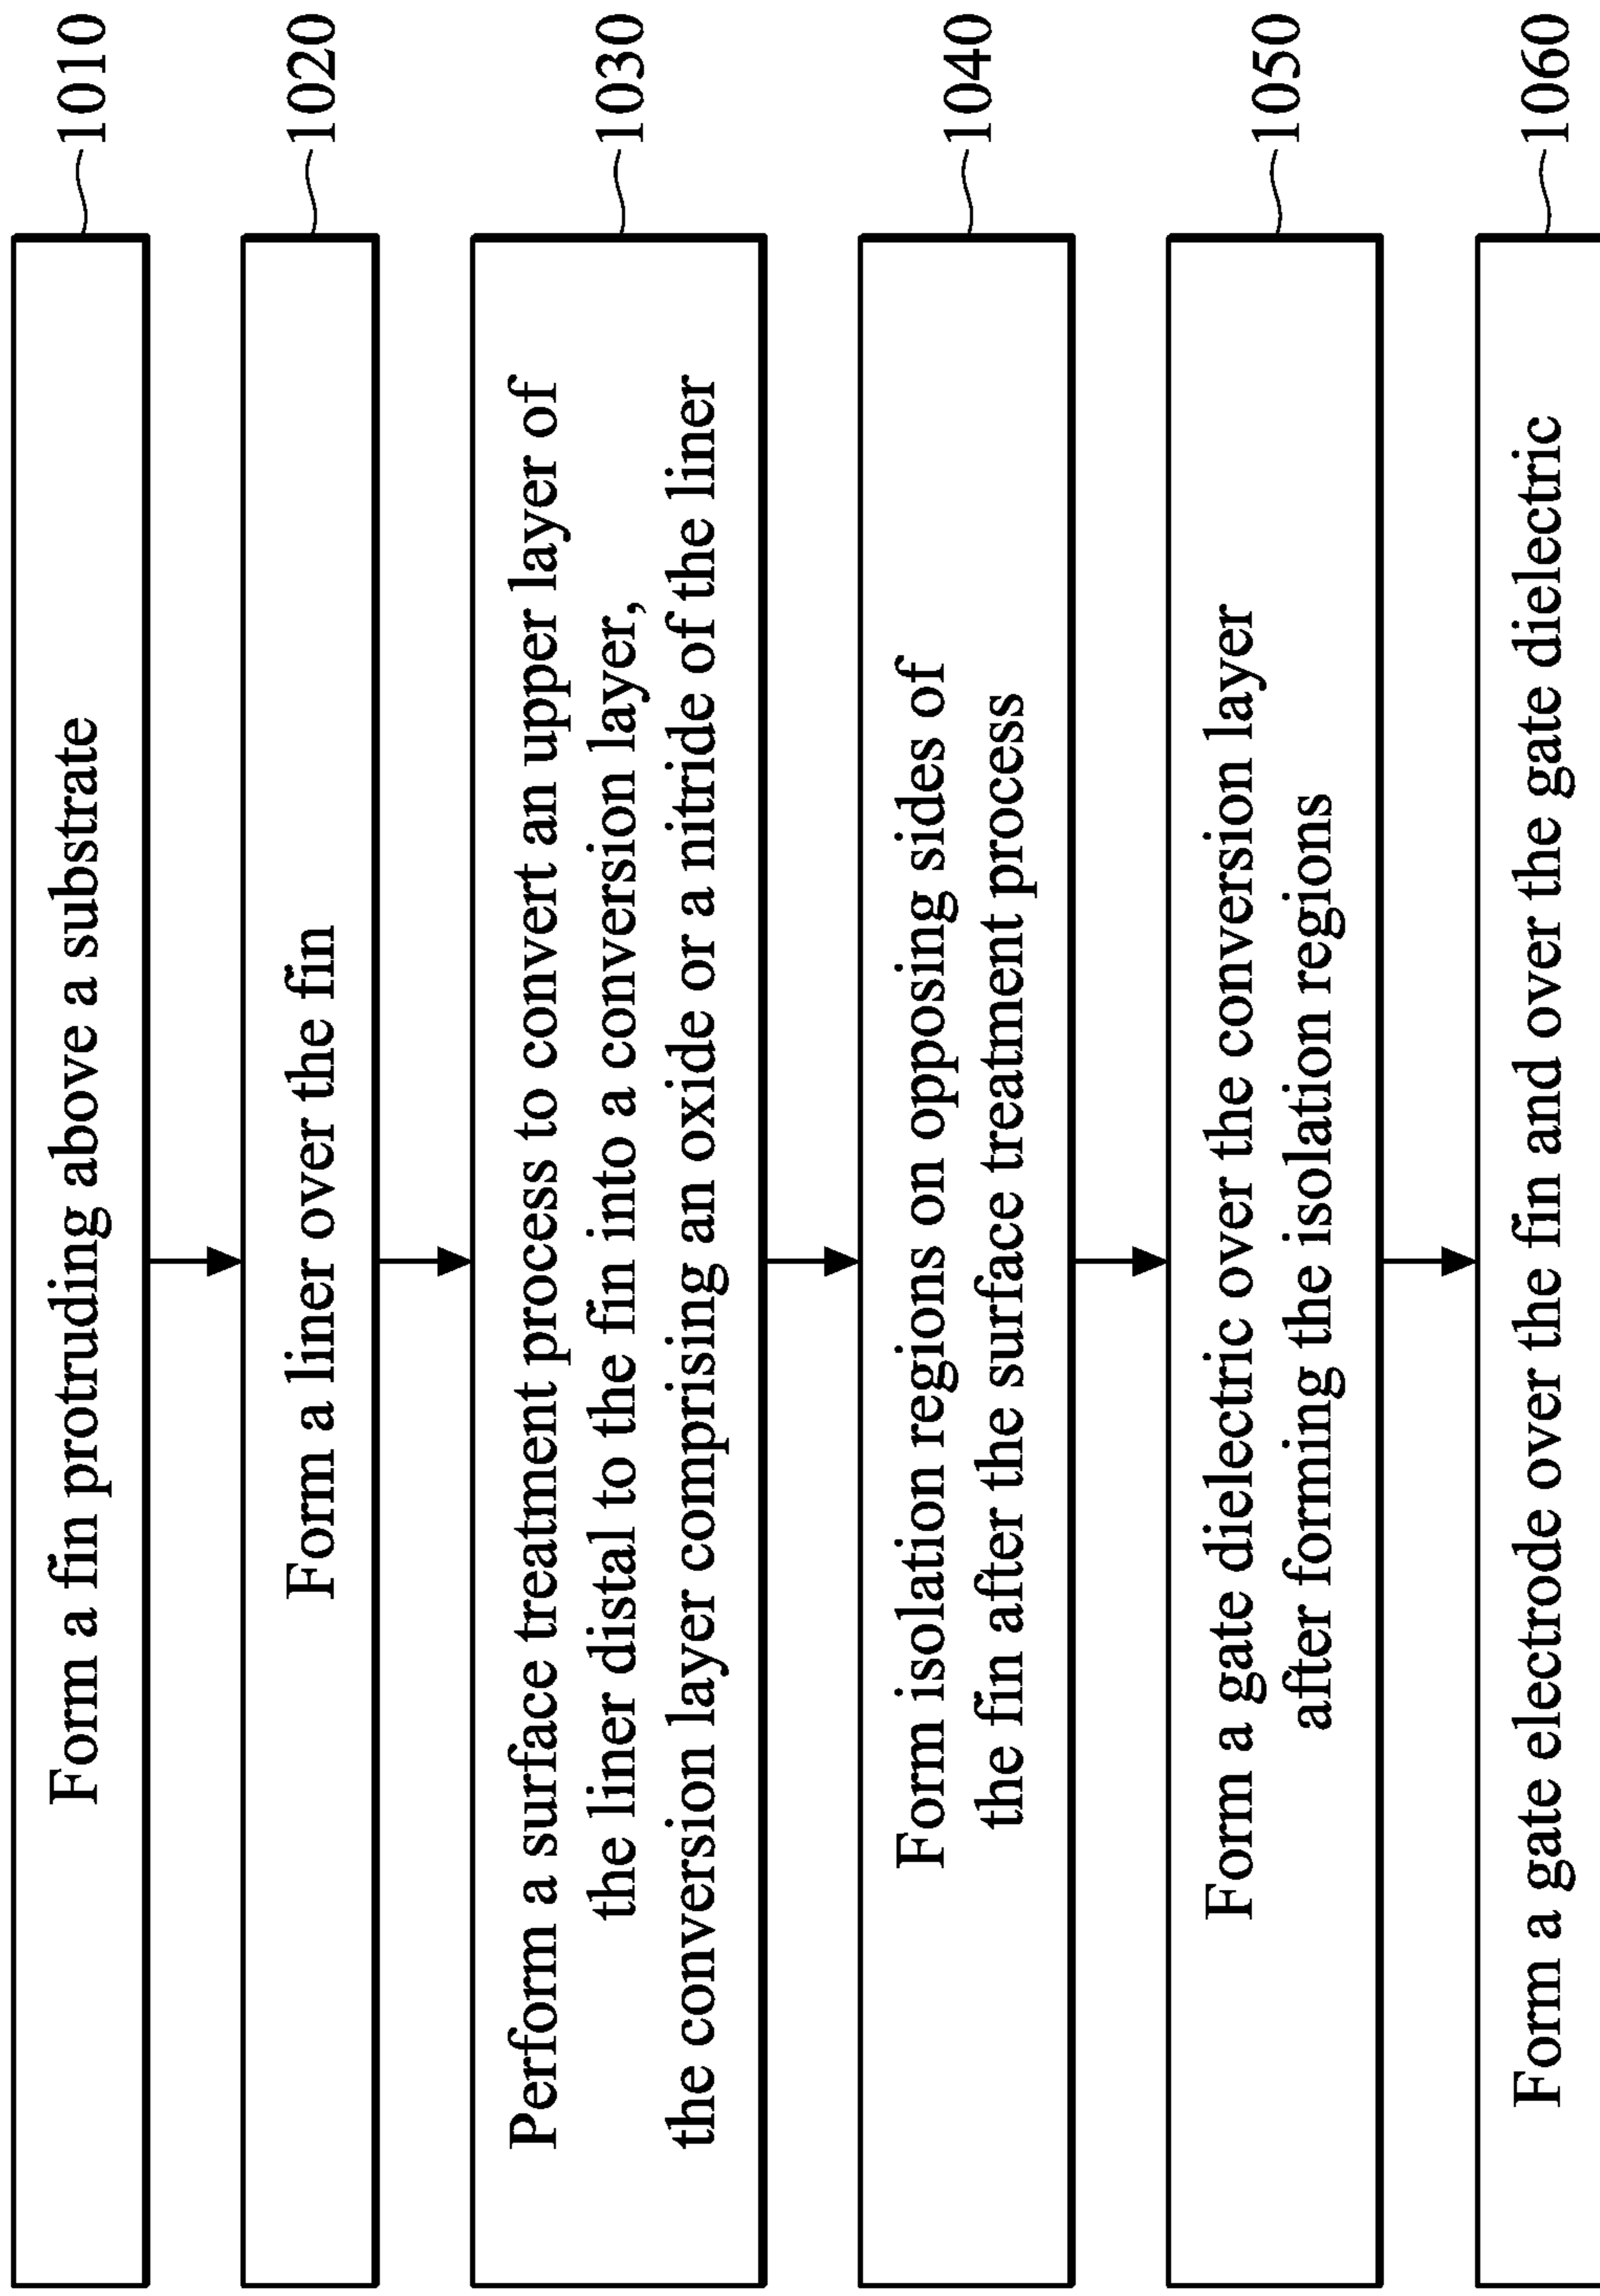 Form a fin protruding above a substrate
1010
Form a liner over the fin
1020
Perform a surface treatment process to convert an upper layer of
the liner distal to the fin into a conversion layer,
the conversion layer comprising an oxide or a nitride of the liner
1030
Form isolation regions on opposing sides of
the fin after the surface treatment process
1040
Form a gate dielectric over the conversion layer
after forming the isolation regions
1050
Form a gate electrode over the fin and over the gate dielectric
1060